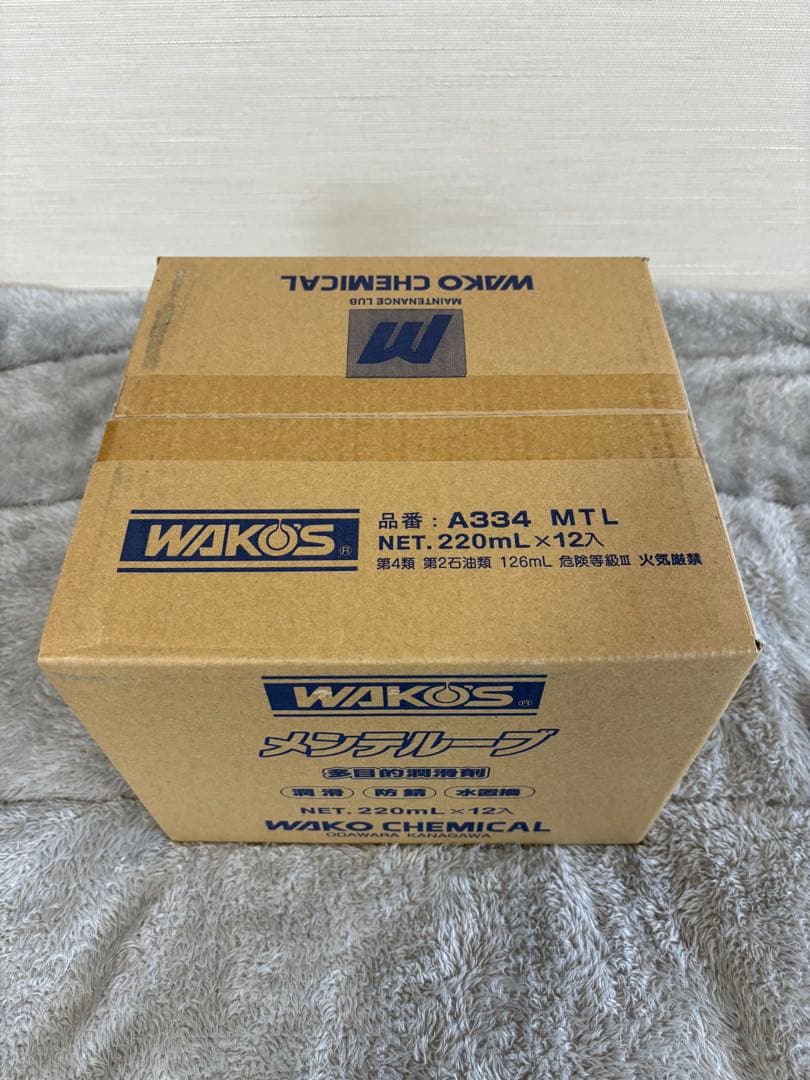 WAKO CHEMICAL
MAINTENANCE LUB
WAKO'S ®
品番：A334 MTL
NET. 220mL×12入
第4類 第2石油類 126mL 危険等級Ⅲ 火気厳禁
WAKO'S ®
メンテルーブ
多目的潤滑剤
潤滑 防錆 水置換
NET. 220mL×12入
WAKO CHEMICAL
ODAWARA KANAGAWA